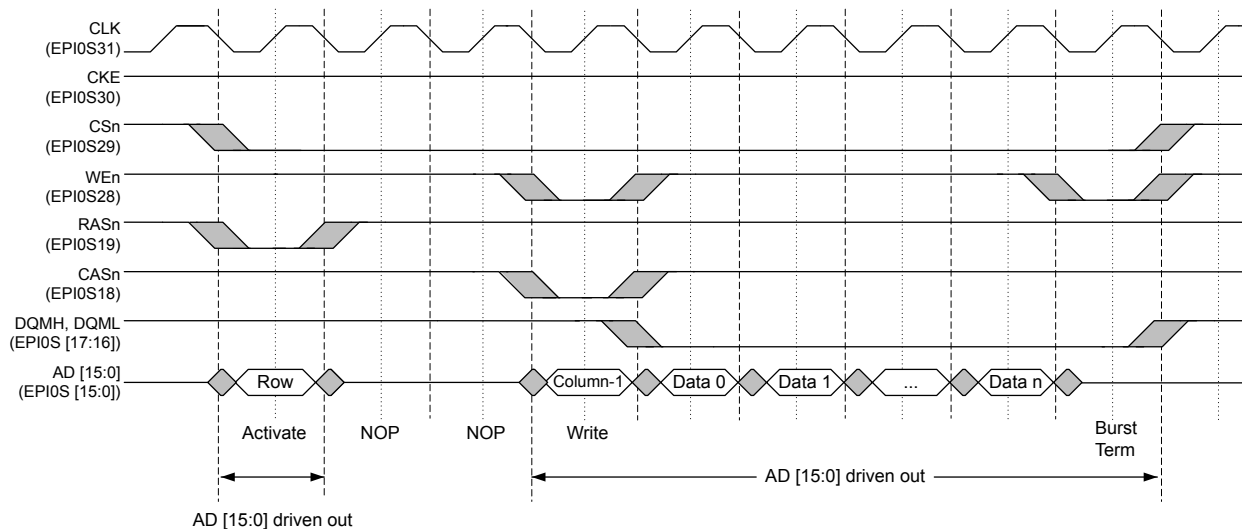 CLK
(EPI0S31)
CKE
(EPI0S30)
CSn
(EPI0S29)
WEn
(EPI0S28)
RASn
(EPI0S19)
CASn
(EPI0S18)
DQMH, DQML
(EPI0S [17:16])
AD [15:0]
(EPI0S [15:0])
Row
Column-1
Data 0
Data 1
...
Data n
Activate
NOP
NOP
Write
Burst
Term
AD [15:0] driven out
AD [15:0] driven out